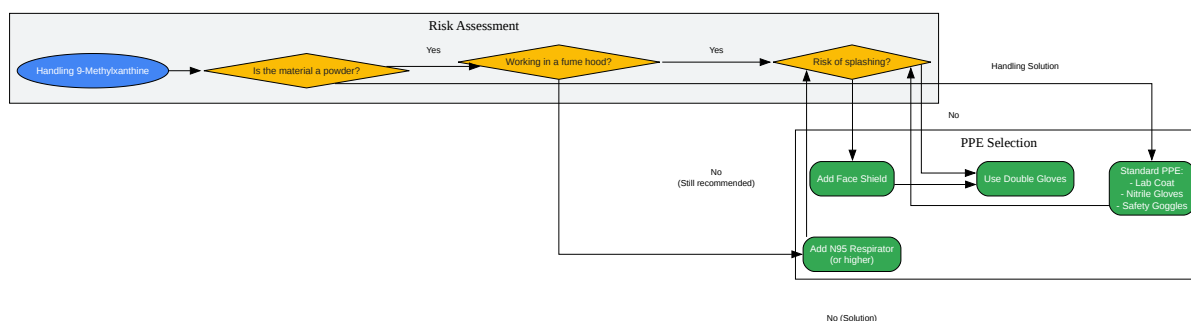 Risk Assessment
Handling 9-Methylxanthine
Is the material a powder?
Yes
Working in a fume hood?
Yes
Risk of splashing?
Handling Solution
No
PPE Selection
No
(Still recommended)
Add Face Shield
Use Double Gloves
Standard PPE:
- Lab Coat
- Nitrile Gloves
- Safety Goggles
Add N95 Respirator
(or higher)
No (Solution)